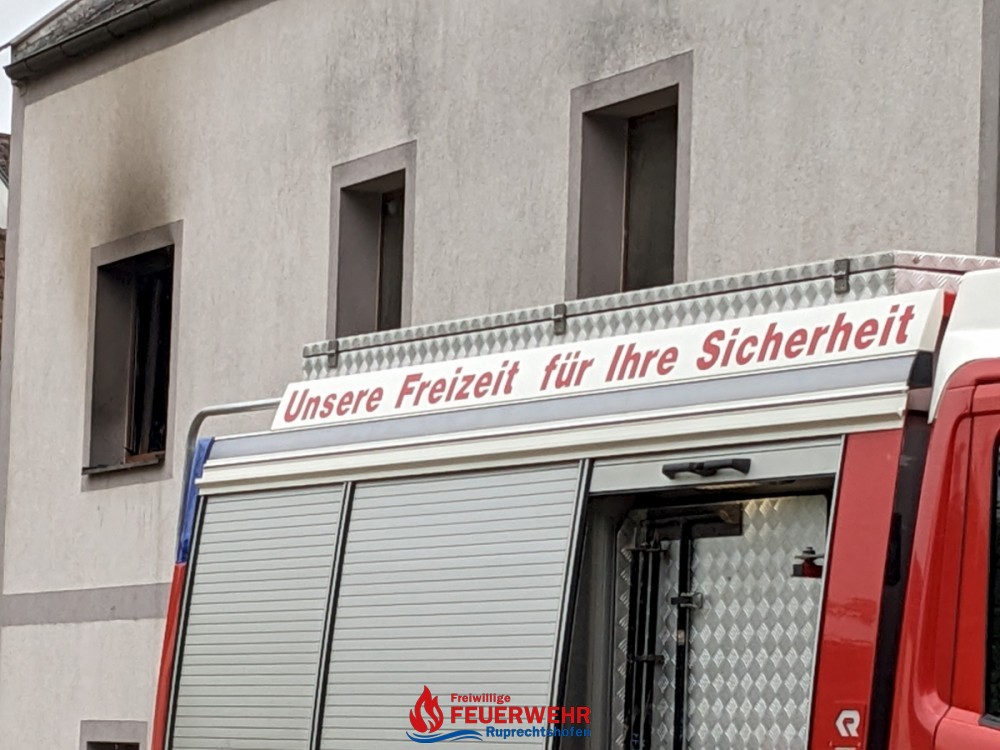 Unsere Freizeit für Ihre Sicherheit
Freiwillige
FEUERWEHR
Ruprechtshofen
R